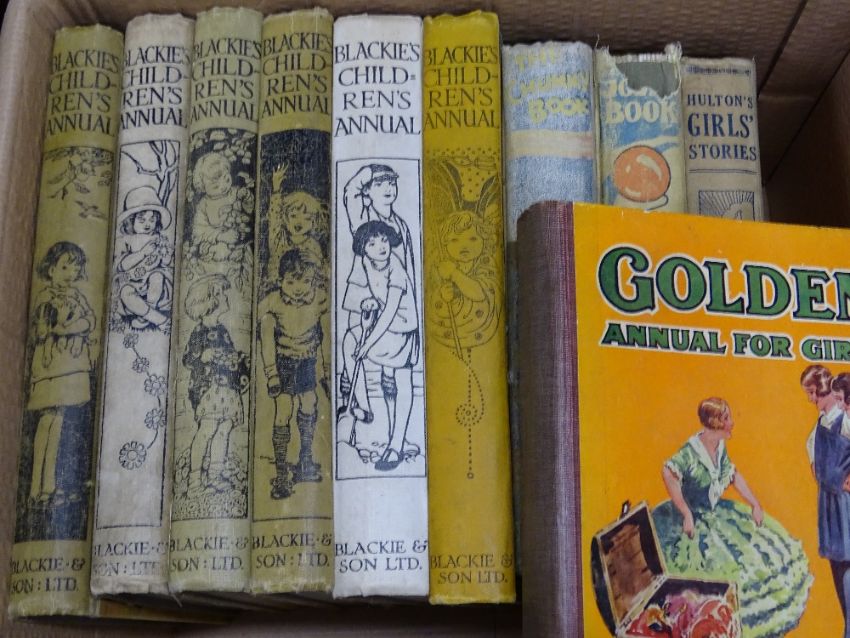 BLACKIE'S
CHILD-
REN'S
ANNUAL
BLACKIE · &
SON : LTD.
BLACKIE'S
CHILD-
REN'S
ANNUAL
BLACKIE · &
SON : LTD.
BLACKIE'S
CHILD-
REN'S
ANNUAL
BLACKIE · &
SON : LTD.
BLACKIE'S
CHILD-
REN'S
ANNUAL
BLACKIE · &
SON : LTD.
BLACKIE'S
CHILD=
REN'S
ANNUAL
BLACKIE &
SON LTD.
BLACKIE'S
CHILD-
REN'S
ANNUAL
BLACKIE &
SON LTD.
THE
CHUMMY
BOOK
BOOK
HULTON'S
GIRLS'
STORIES
GOLDEN
ANNUAL FOR GIR